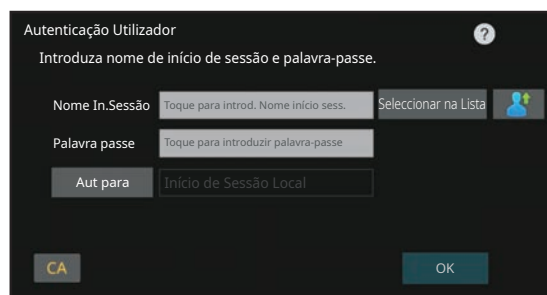 Autenticação Utilizador
?
Introduza nome de início de sessão e palavra-passe.
Nome In.Sessão Toque para introd. Nome início sess. Seleccionar na Lista
Palavra passe Toque para introduzir palavra-passe
Aut para Início de Sessão Local
CA OK